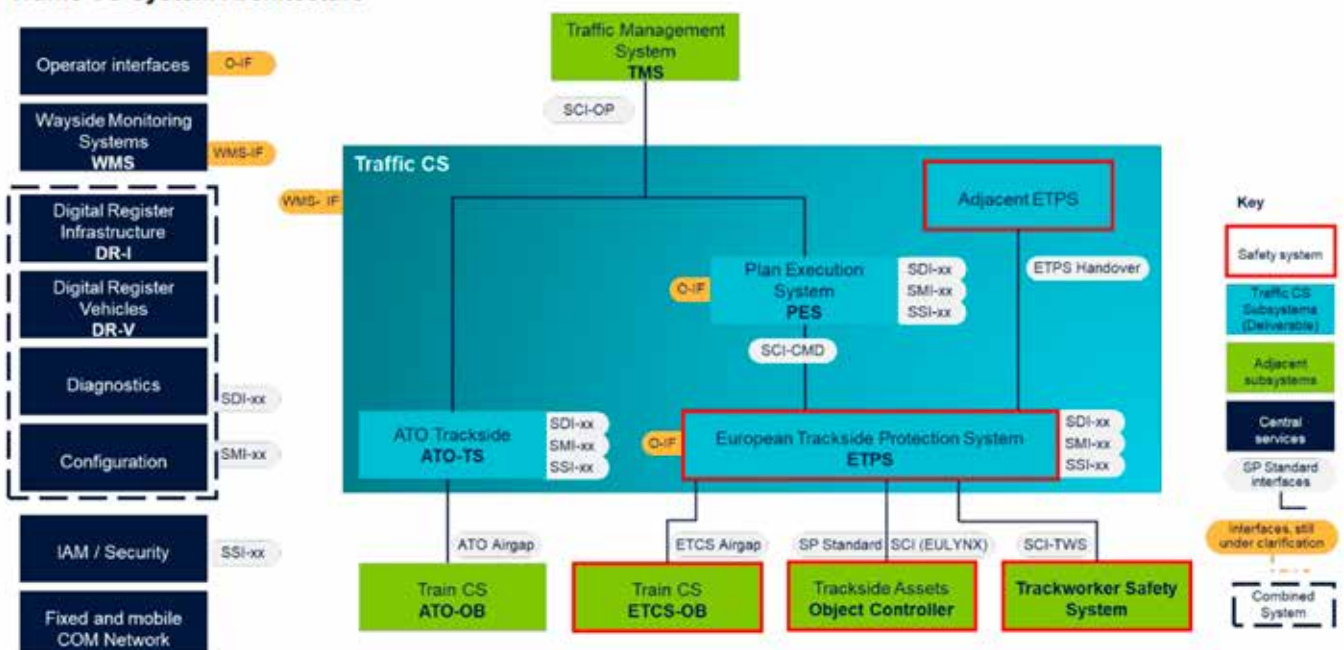 Traffic CS System Architecture
Operator interfaces
O-IF
Wayside Monitoring
Systems
WMS
WMS-IF
Digital Register
Infrastructure
DR-I
Digital Register
Vehicles
DR-V
Diagnostics
SDI-xx
Configuration
SMI-xx
IAM / Security
SSI-xx
Fixed and mobile
COM Network
Traffic Management
System
TMS
SCI-OP
Traffic CS
WMS- IF
Adjacent ETPS
ETPS Handover
Plan Execution
System
PES
O-IF
SDI-xx
SMI-xx
SSI-xx
SCI-CMD
ATO Trackside
ATO-TS
SDI-xx
SMI-xx
SSI-xx
O-IF
European Trackside Protection System
ETPS
SDI-xx
SMI-xx
SSI-xx
ATO Airgap
ETCS Airgap
SP Standard SCI (EULYNX)
SCI-TWS
Train CS
ATO-OB
Train CS
ETCS-OB
Trackside Assets
Object Controller
Trackworker Safety
System
Key
Safety system
Traffic CS
Subsystems
(Deliverable)
Adjacent
subsystems
Central
services
SP Standard
interfaces
Interfaces, still
under clarification
Combined
System